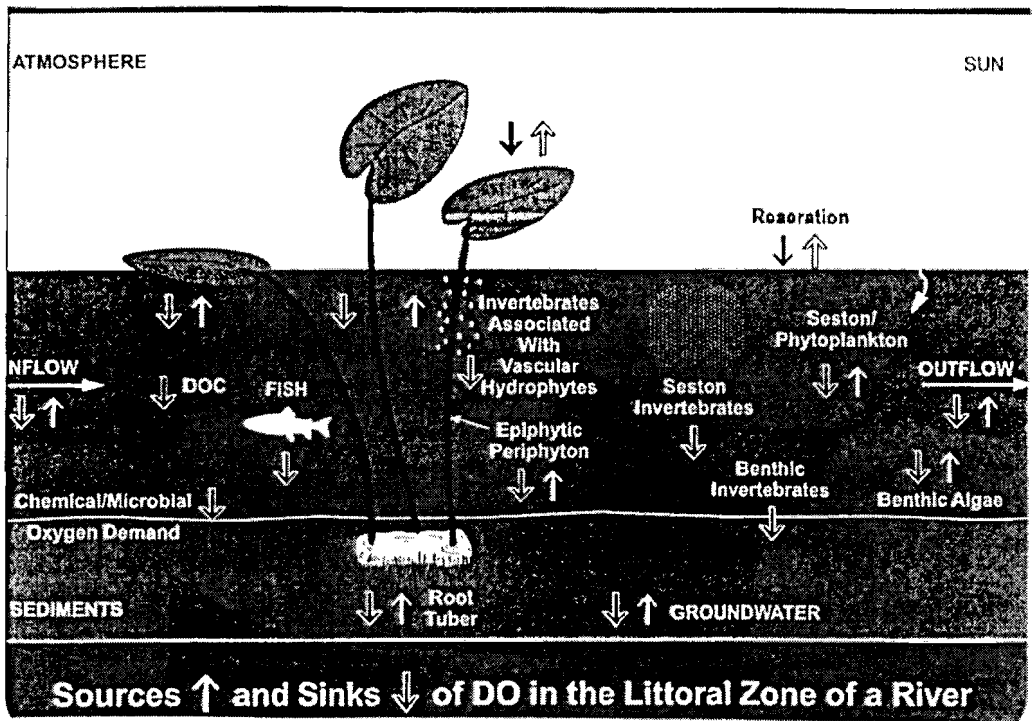 ATMOSPHERE
SUN
Reaeration
Invertebrates
Associated
With
Vascular
Hydrophytes
Seston/
Phytoplankton
NFLOW
OUTFLOW
DOC
FISH
Seston
Invertebrates
Epiphytic
Periphyton
Benthic
Invertebrates
Benthic Algae
Chemical/Microbial
Oxygen Demand
SEDIMENTS
Root
Tuber
GROUNDWATER
Sources ↑ and Sinks ⇩ of DO in the Littoral Zone of a River